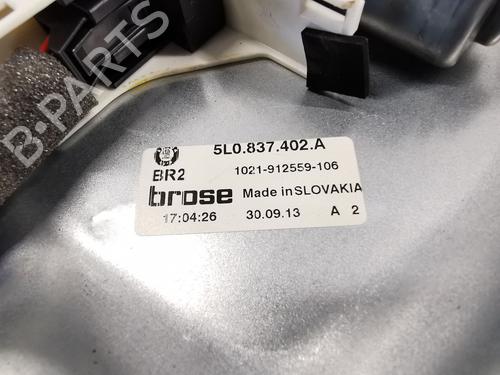 B-PARTS
5L0.837.402.A
BR2 1021-912559-106
brose Made in SLOVAKIA
17:04:26 30.09.13 A 2